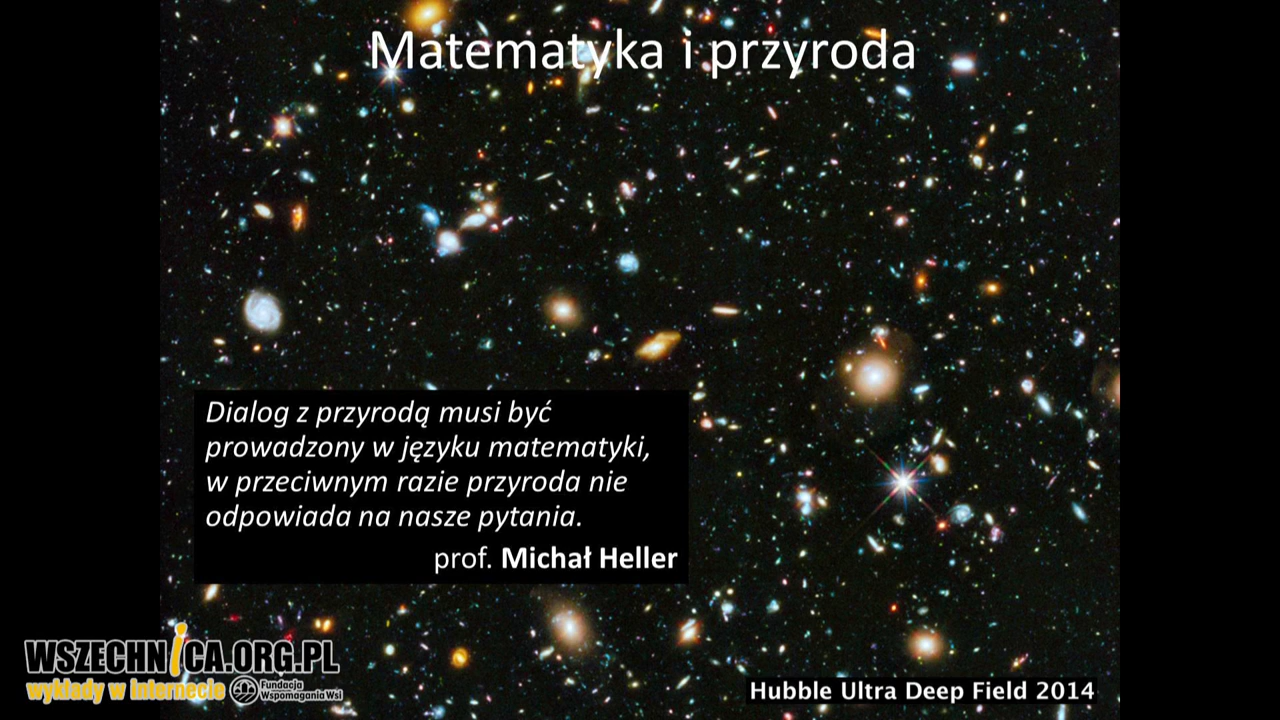 Matematyka i przyroda
Dialog z przyrodą musi być
prowadzony w języku matematyki,
w przeciwnym razie przyroda nie
odpowiada na nasze pytania.
prof. Michał Heller
WSZECHNiCA.ORG.PL
wykłady w internecie
Fundacja
Wspomagania Wsi
Hubble Ultra Deep Field 2014